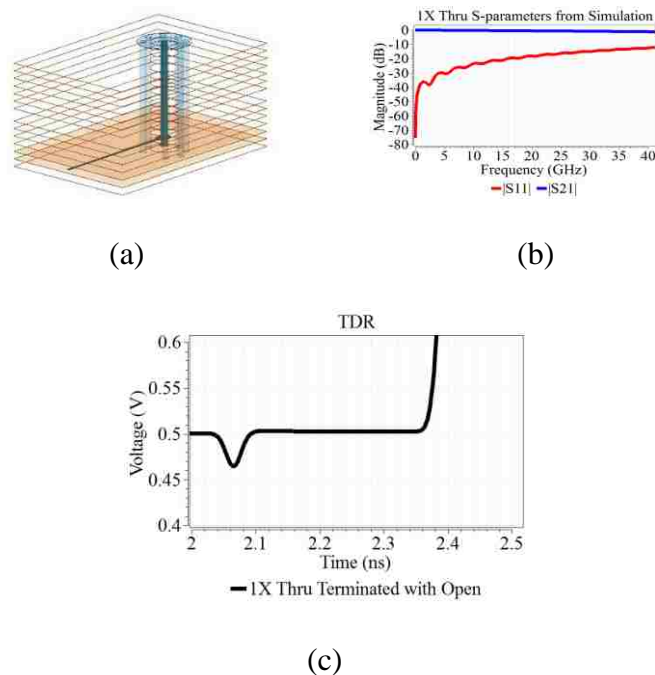 1X Thru S-parameters from Simulation
Magnitude (dB)
0
-10
-20
-30
-40
-50
-60
-70
-80
0 5 10 15 20 25 30 35 40
Frequency (GHz)
|S11| |S21|
(a)
(b)
TDR
Voltage (V)
0.6
0.55
0.5
0.45
0.4
2 2.1 2.2 2.3 2.4 2.5
Time (ns)
1X Thru Terminated with Open
(c)